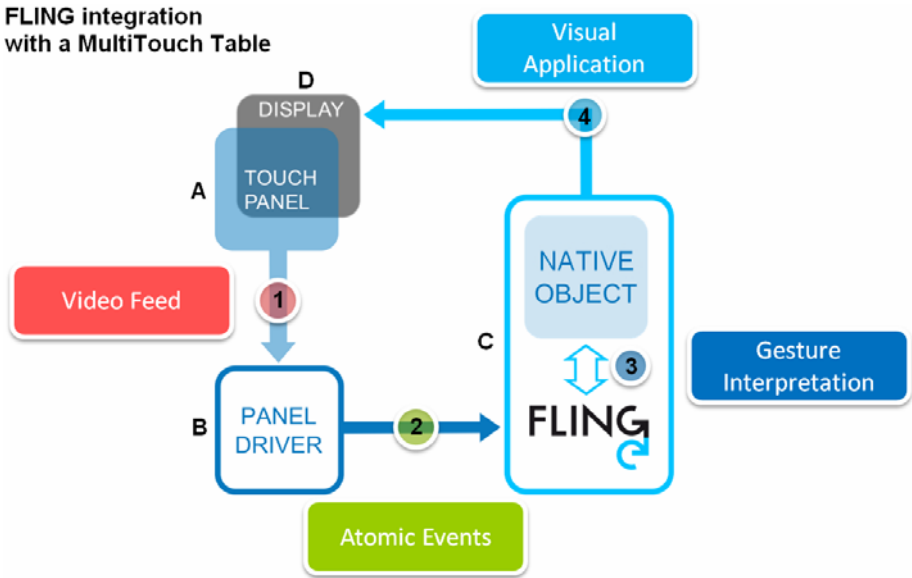 FLING integration
with a MultiTouch Table
Visual
Application
D
DISPLAY
4
A
TOUCH
PANEL
NATIVE
OBJECT
Video Feed
1
C
3
Gesture
Interpretation
B
PANEL
DRIVER
2
FLING
Atomic Events